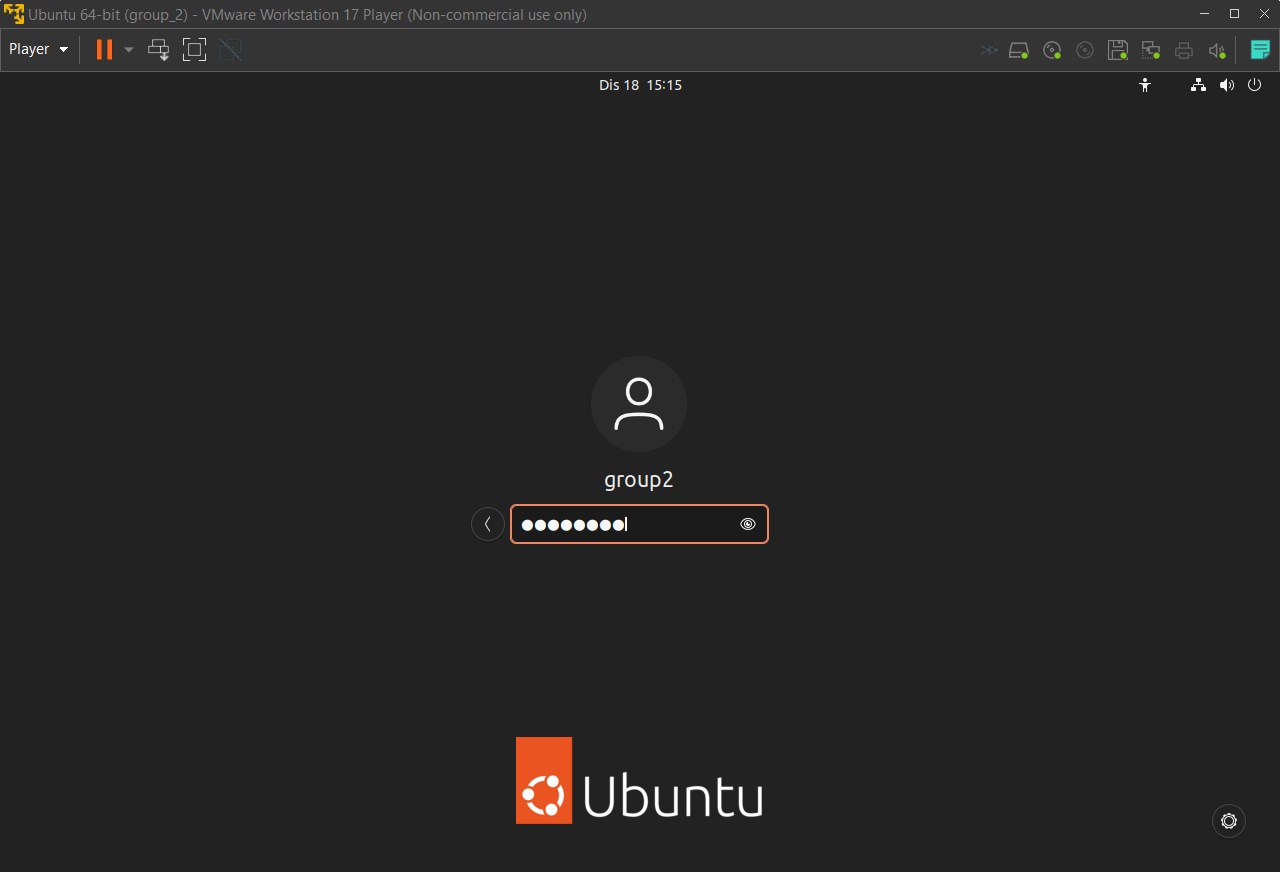 Ubuntu 64-bit (group_2) - VMware Workstation 17 Player (Non-commercial use only)
Player
Dis 18 15:15
group2
Ubuntu